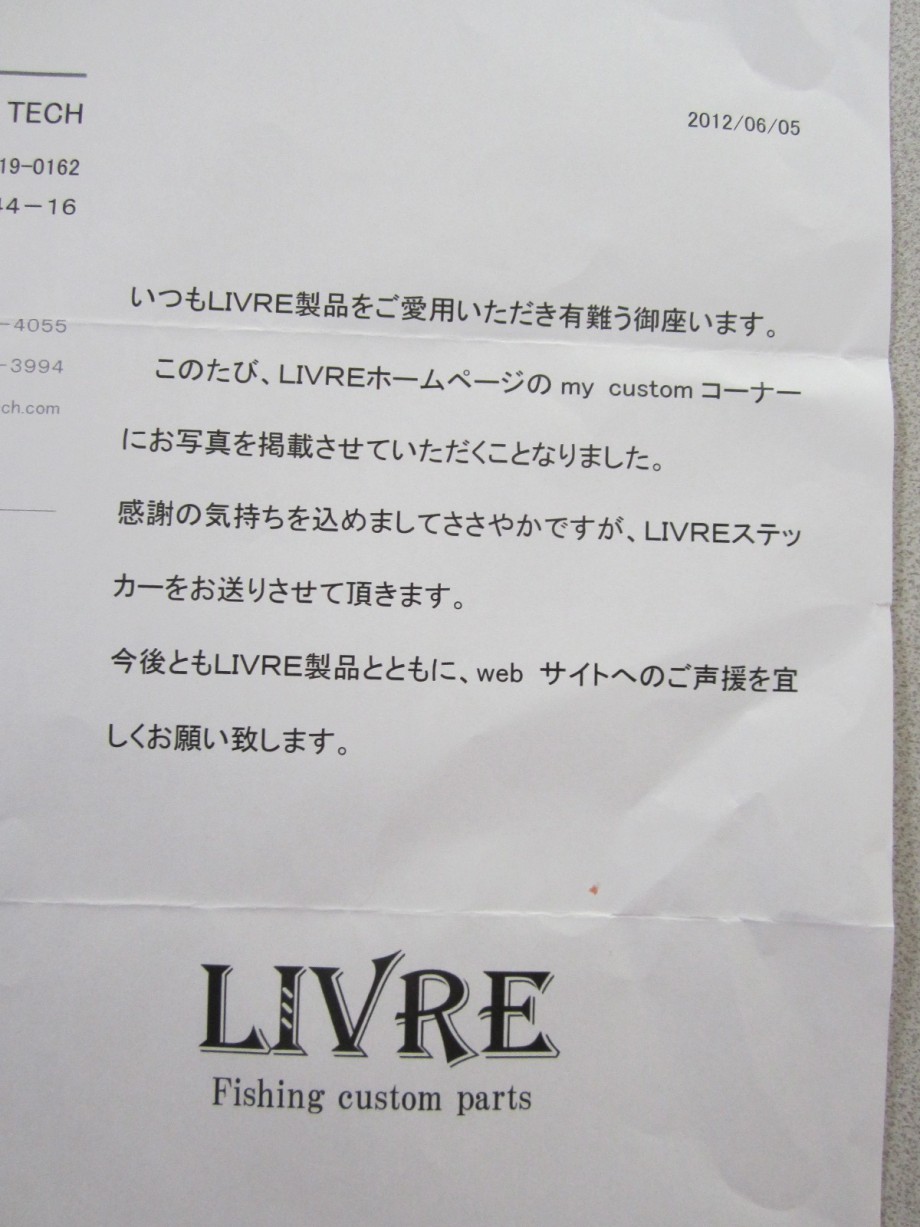 TECH
2012/06/05
19-0162
44-16
いつもLIVRE製品をご愛用いただき有難う御座います。
-4055
このたび、LIVREホームページの my custom コーナー
-3994
ch.com
にお写真を掲載させていただくことなりました。
感謝の気持ちを込めましてささやかですが、LIVREステッ
カーをお送りさせて頂きます。
今後ともLIVRE製品とともに、web サイトへのご声援を宜
しくお願い致します。
LIVRE
Fishing custom parts